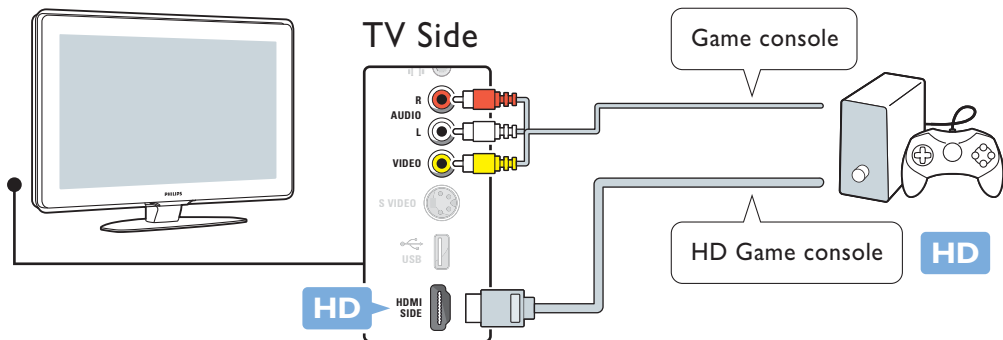 TV Side
Game console
R
AUDIO
L
VIDEO
S VIDEO
USB
HD
HDMI
SIDE
HD Game console
HD
PHILIPS